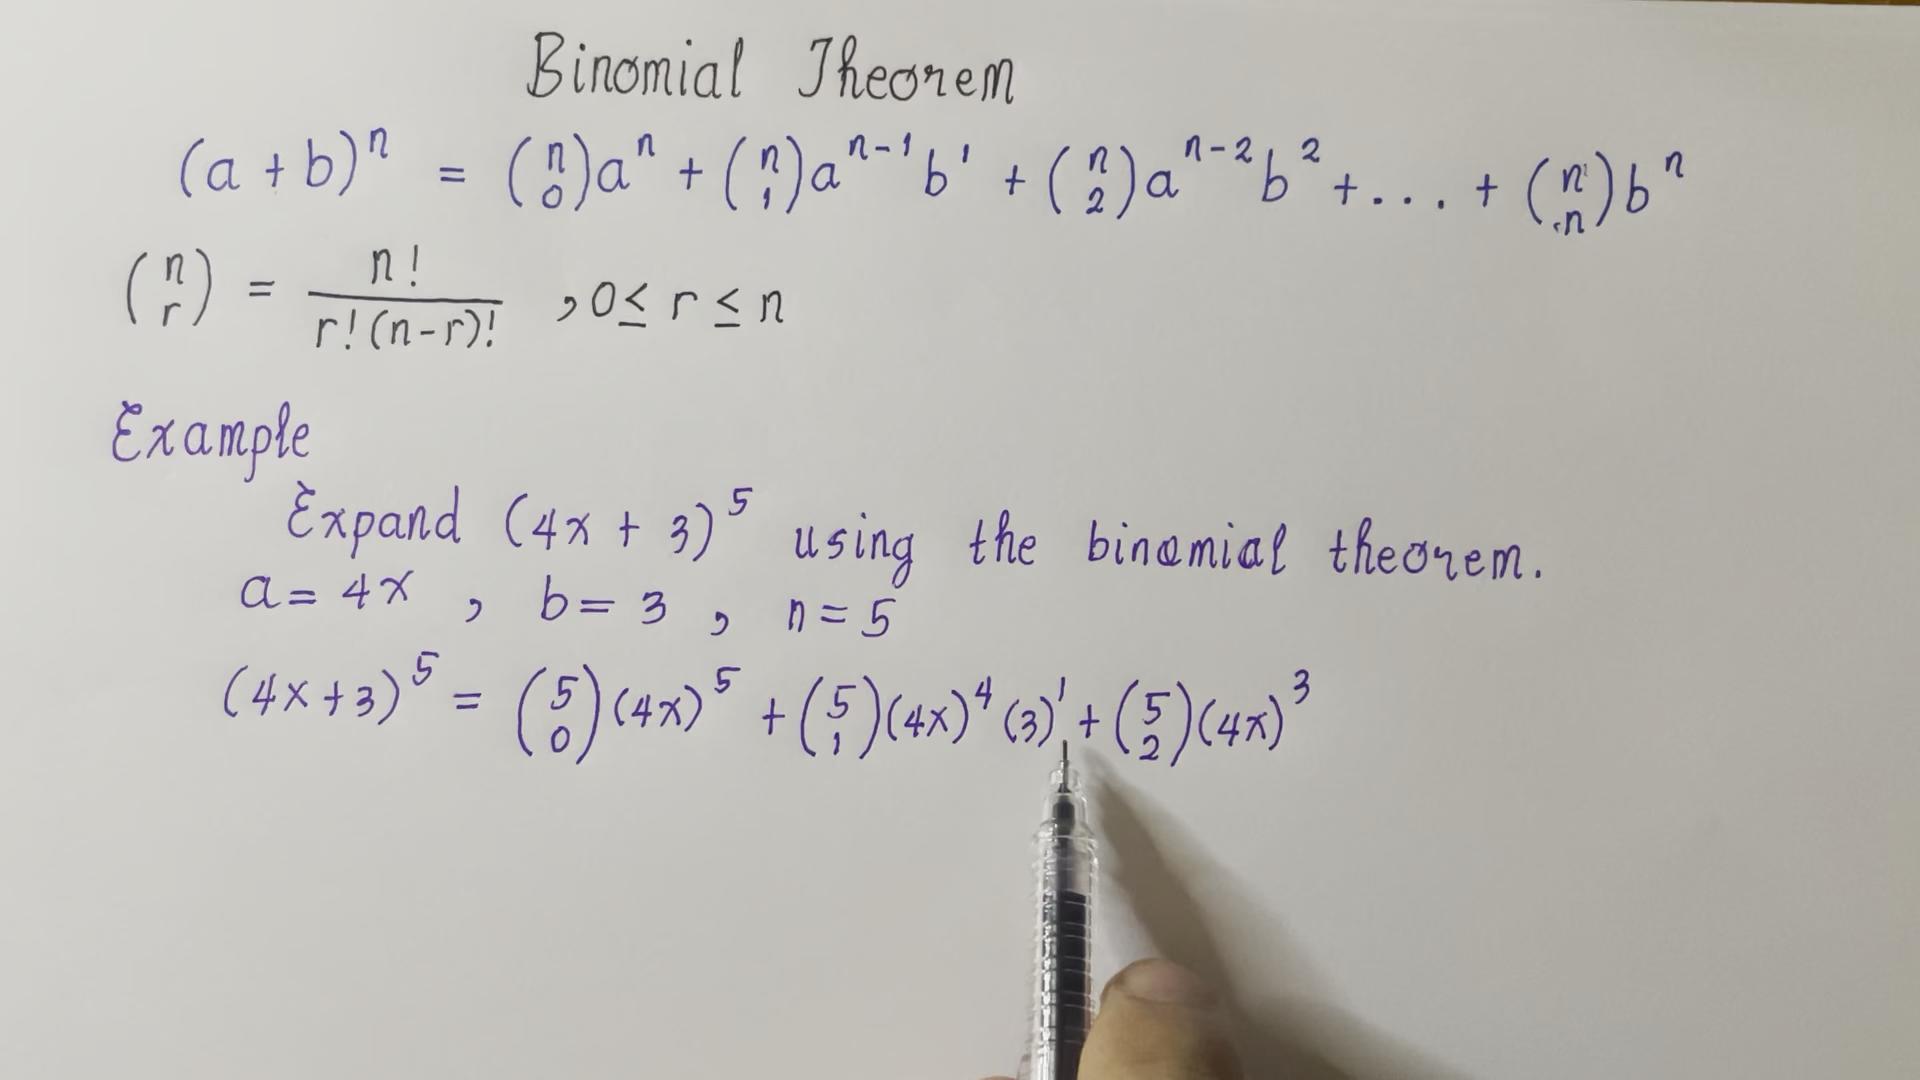 Binomial Theorem
(a + b)^n = (n 0)a^n + (n 1)a^{n-1}b^1 + (n 2)a^{n-2}b^2 + ... + (n n)b^n
(n r) = n! / r!(n-r)! , 0 ≤ r ≤ n
Example
Expand (4x + 3)^5 using the binomial theorem.
a = 4x , b = 3 , n = 5
(4x+3)^5 = (5 0)(4x)^5 + (5 1)(4x)^4(3)^1 + (5 2)(4x)^3